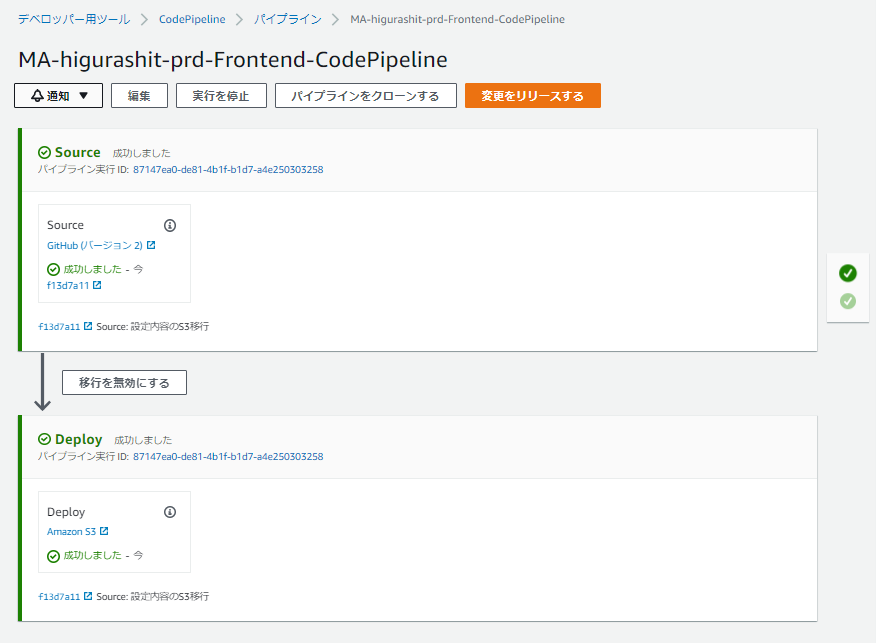 デベロッパー用ツール > CodePipeline > パイプライン > MA-higurashit-prd-Frontend-CodePipeline
MA-higurashit-prd-Frontend-CodePipeline
通知 ▼ 編集 実行を停止 パイプラインをクローンする 変更をリリースする
Source 成功しました
パイプライン実行 ID: 87147ea0-de81-4b1f-b1d7-a4e250303258
Source
GitHub (バージョン 2)
成功しました - 今
f13d7a11
f13d7a11 Source: 設定内容のS3移行
移行を無効にする
Deploy 成功しました
パイプライン実行 ID: 87147ea0-de81-4b1f-b1d7-a4e250303258
Deploy
Amazon S3
成功しました - 今
f13d7a11 Source: 設定内容のS3移行